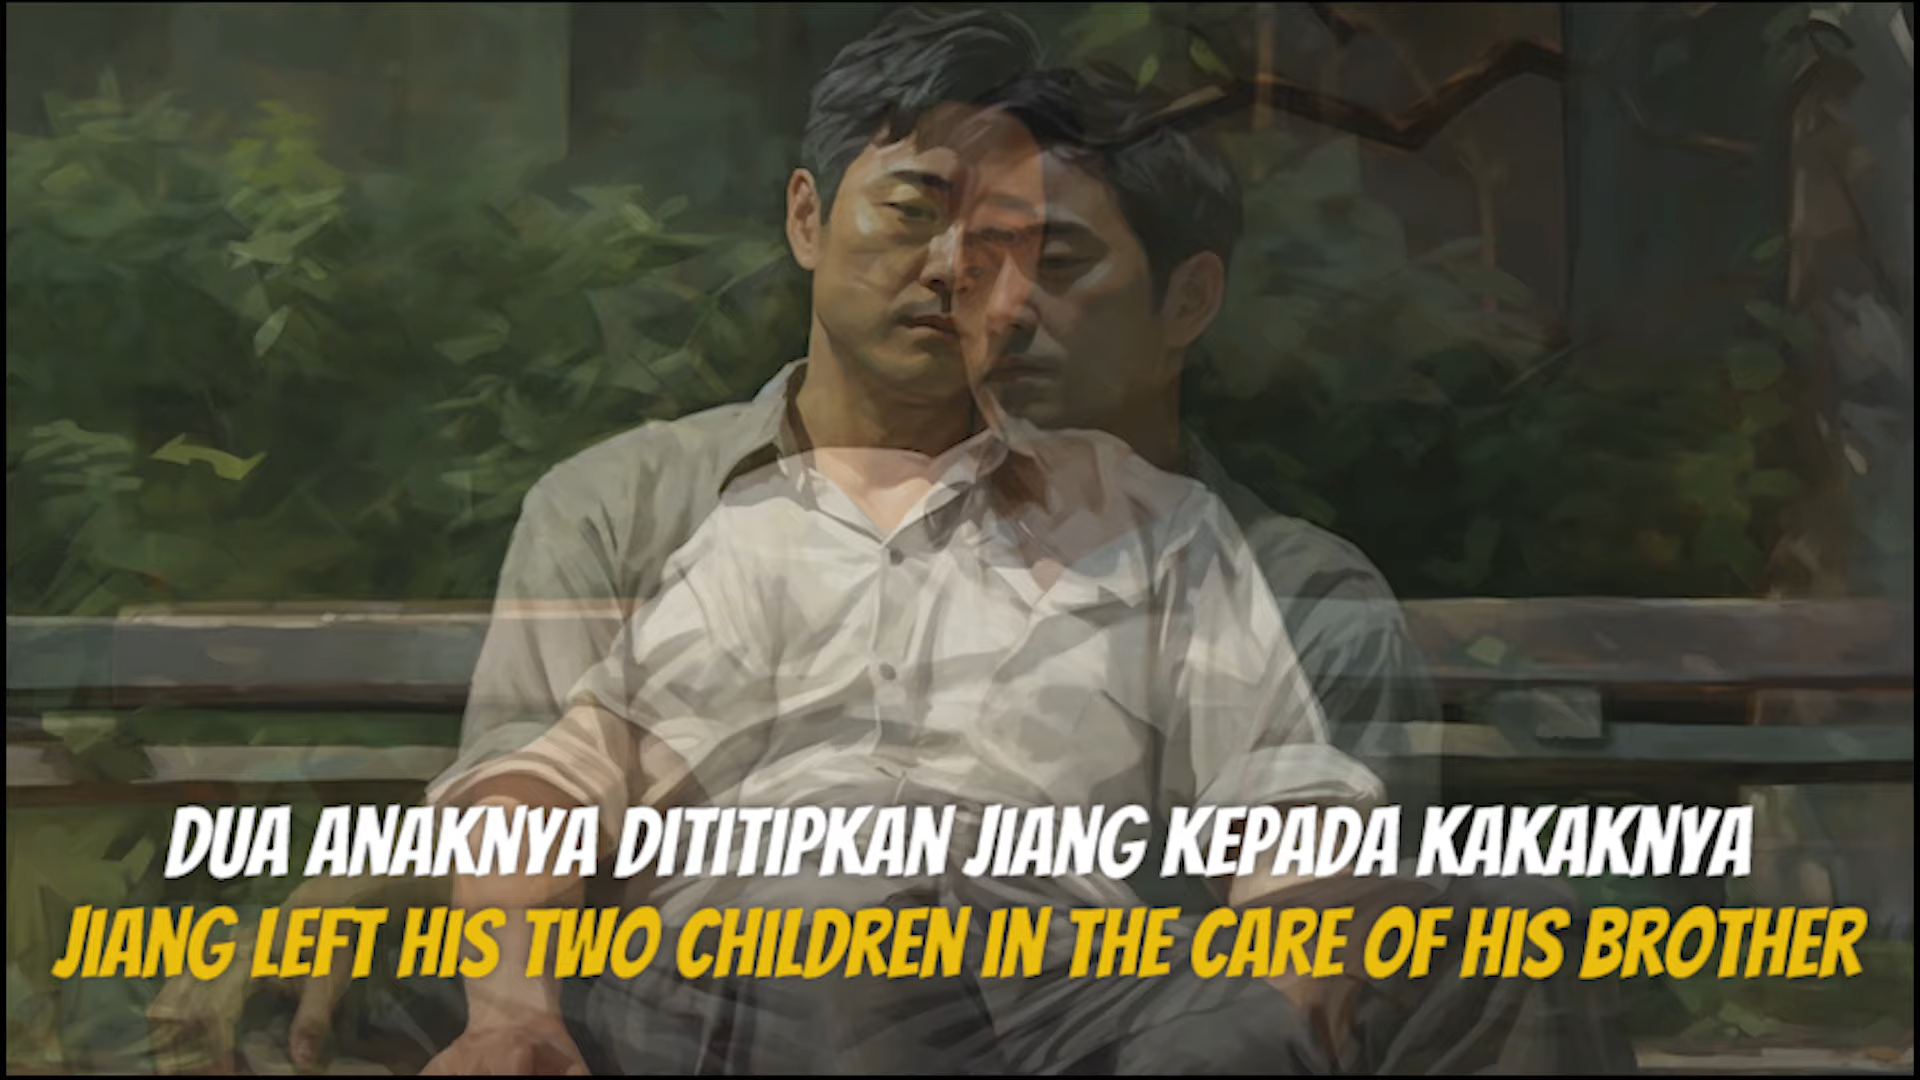 DUA ANAKNYA DITITIPKAN JIANG KEPADA KAKAKNYA
JIANG LEFT HIS TWO CHILDREN IN THE CARE OF HIS BROTHER